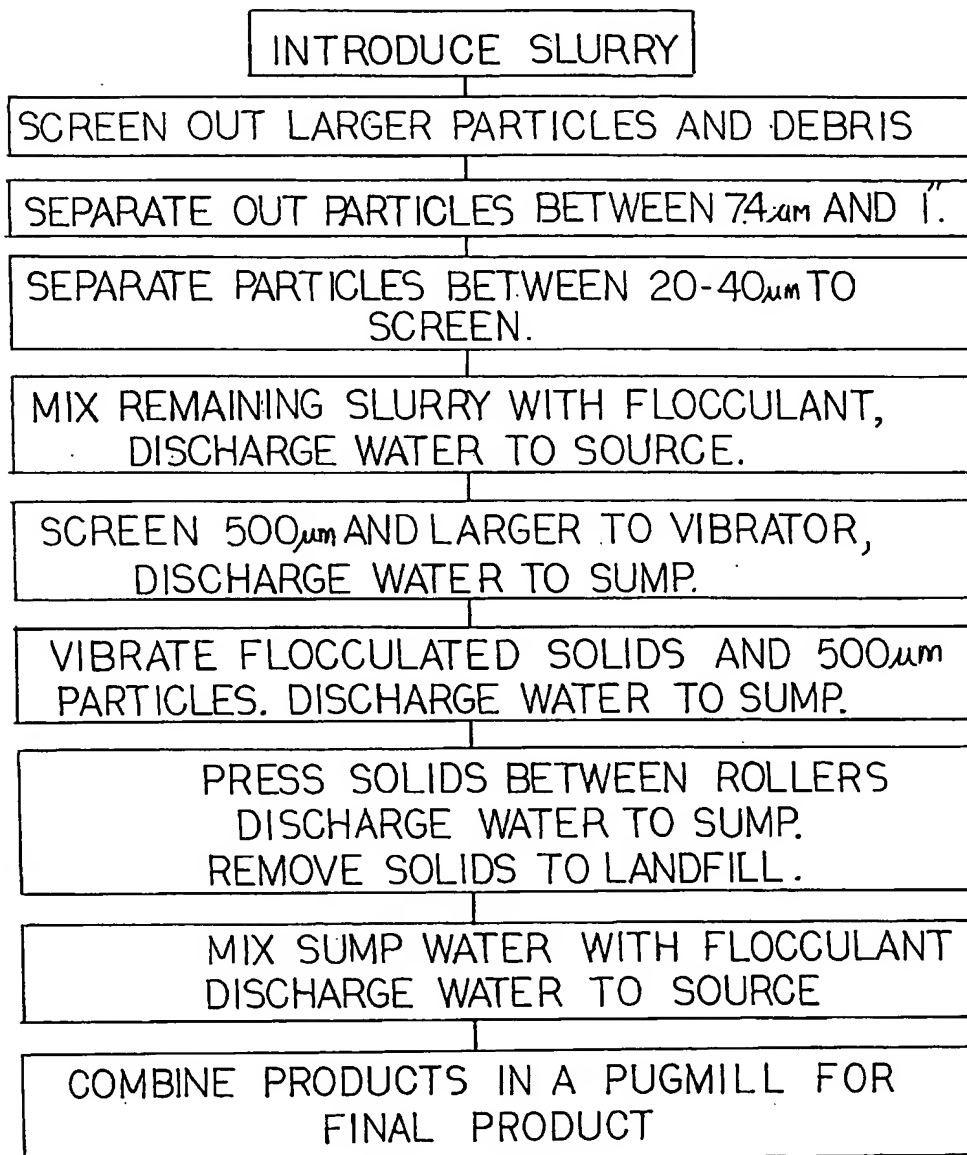 INTRODUCE SLURRY
SCREEN OUT LARGER PARTICLES AND DEBRIS
SEPARATE OUT PARTICLES BETWEEN 74µm AND 1".
SEPARATE PARTICLES BETWEEN 20-40µm TO
SCREEN.
MIX REMAINING SLURRY WITH FLOCCULANT,
DISCHARGE WATER TO SOURCE.
SCREEN 500µm AND LARGER TO VIBRATOR,
DISCHARGE WATER TO SUMP.
VIBRATE FLOCCULATED SOLIDS AND 500µm
PARTICLES. DISCHARGE WATER TO SUMP.
PRESS SOLIDS BETWEEN ROLLERS
DISCHARGE WATER TO SUMP.
REMOVE SOLIDS TO LANDFILL.
MIX SUMP WATER WITH FLOCCULANT
DISCHARGE WATER TO SOURCE
COMBINE PRODUCTS IN A PUGMILL FOR
FINAL PRODUCT